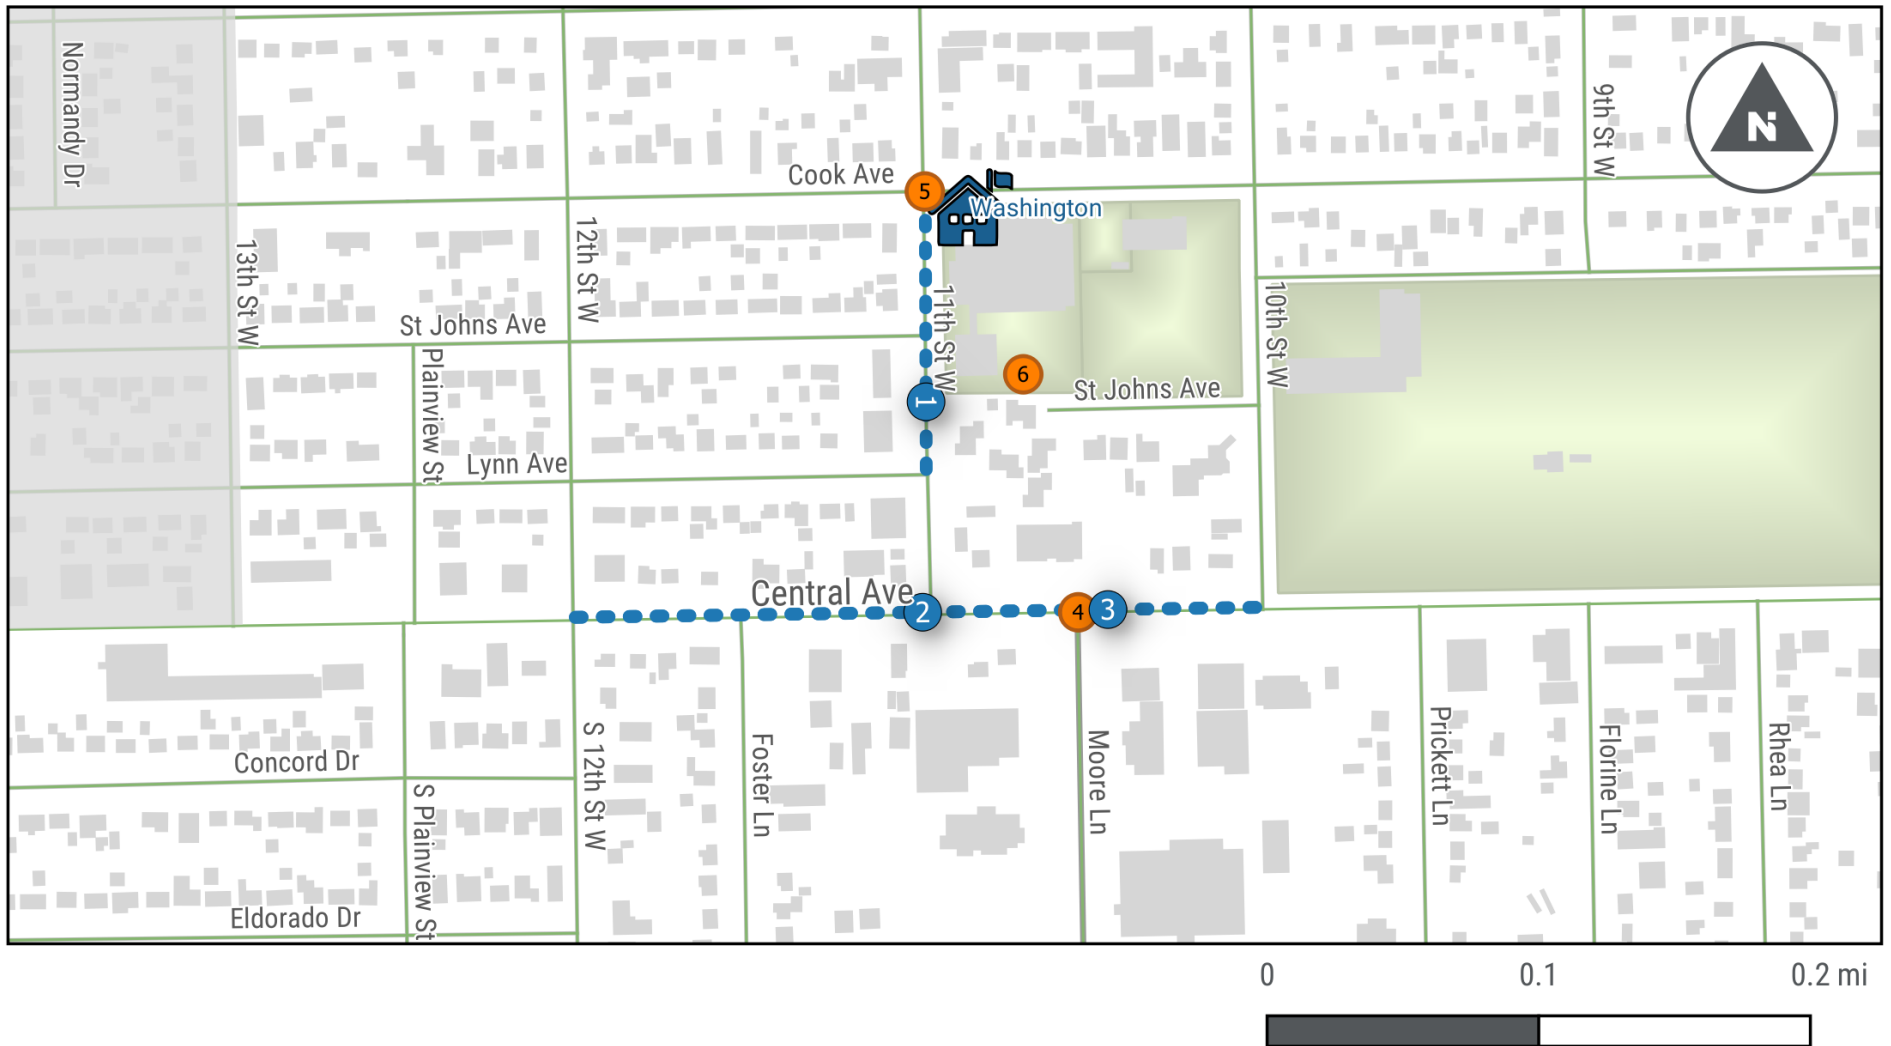 Normandy Dr
9th St W
N
Cook Ave
5
Washington
13th St W
12th St W
11th St W
10th St W
St Johns Ave
Plainview St
6
St Johns Ave
1
Lynn Ave
Central Ave
2
4
3
Concord Dr
S 12th St W
Foster Ln
Moore Ln
Prickett Ln
Florine Ln
Rhea Ln
S Plainview St
Eldorado Dr
0 0.1 0.2 mi